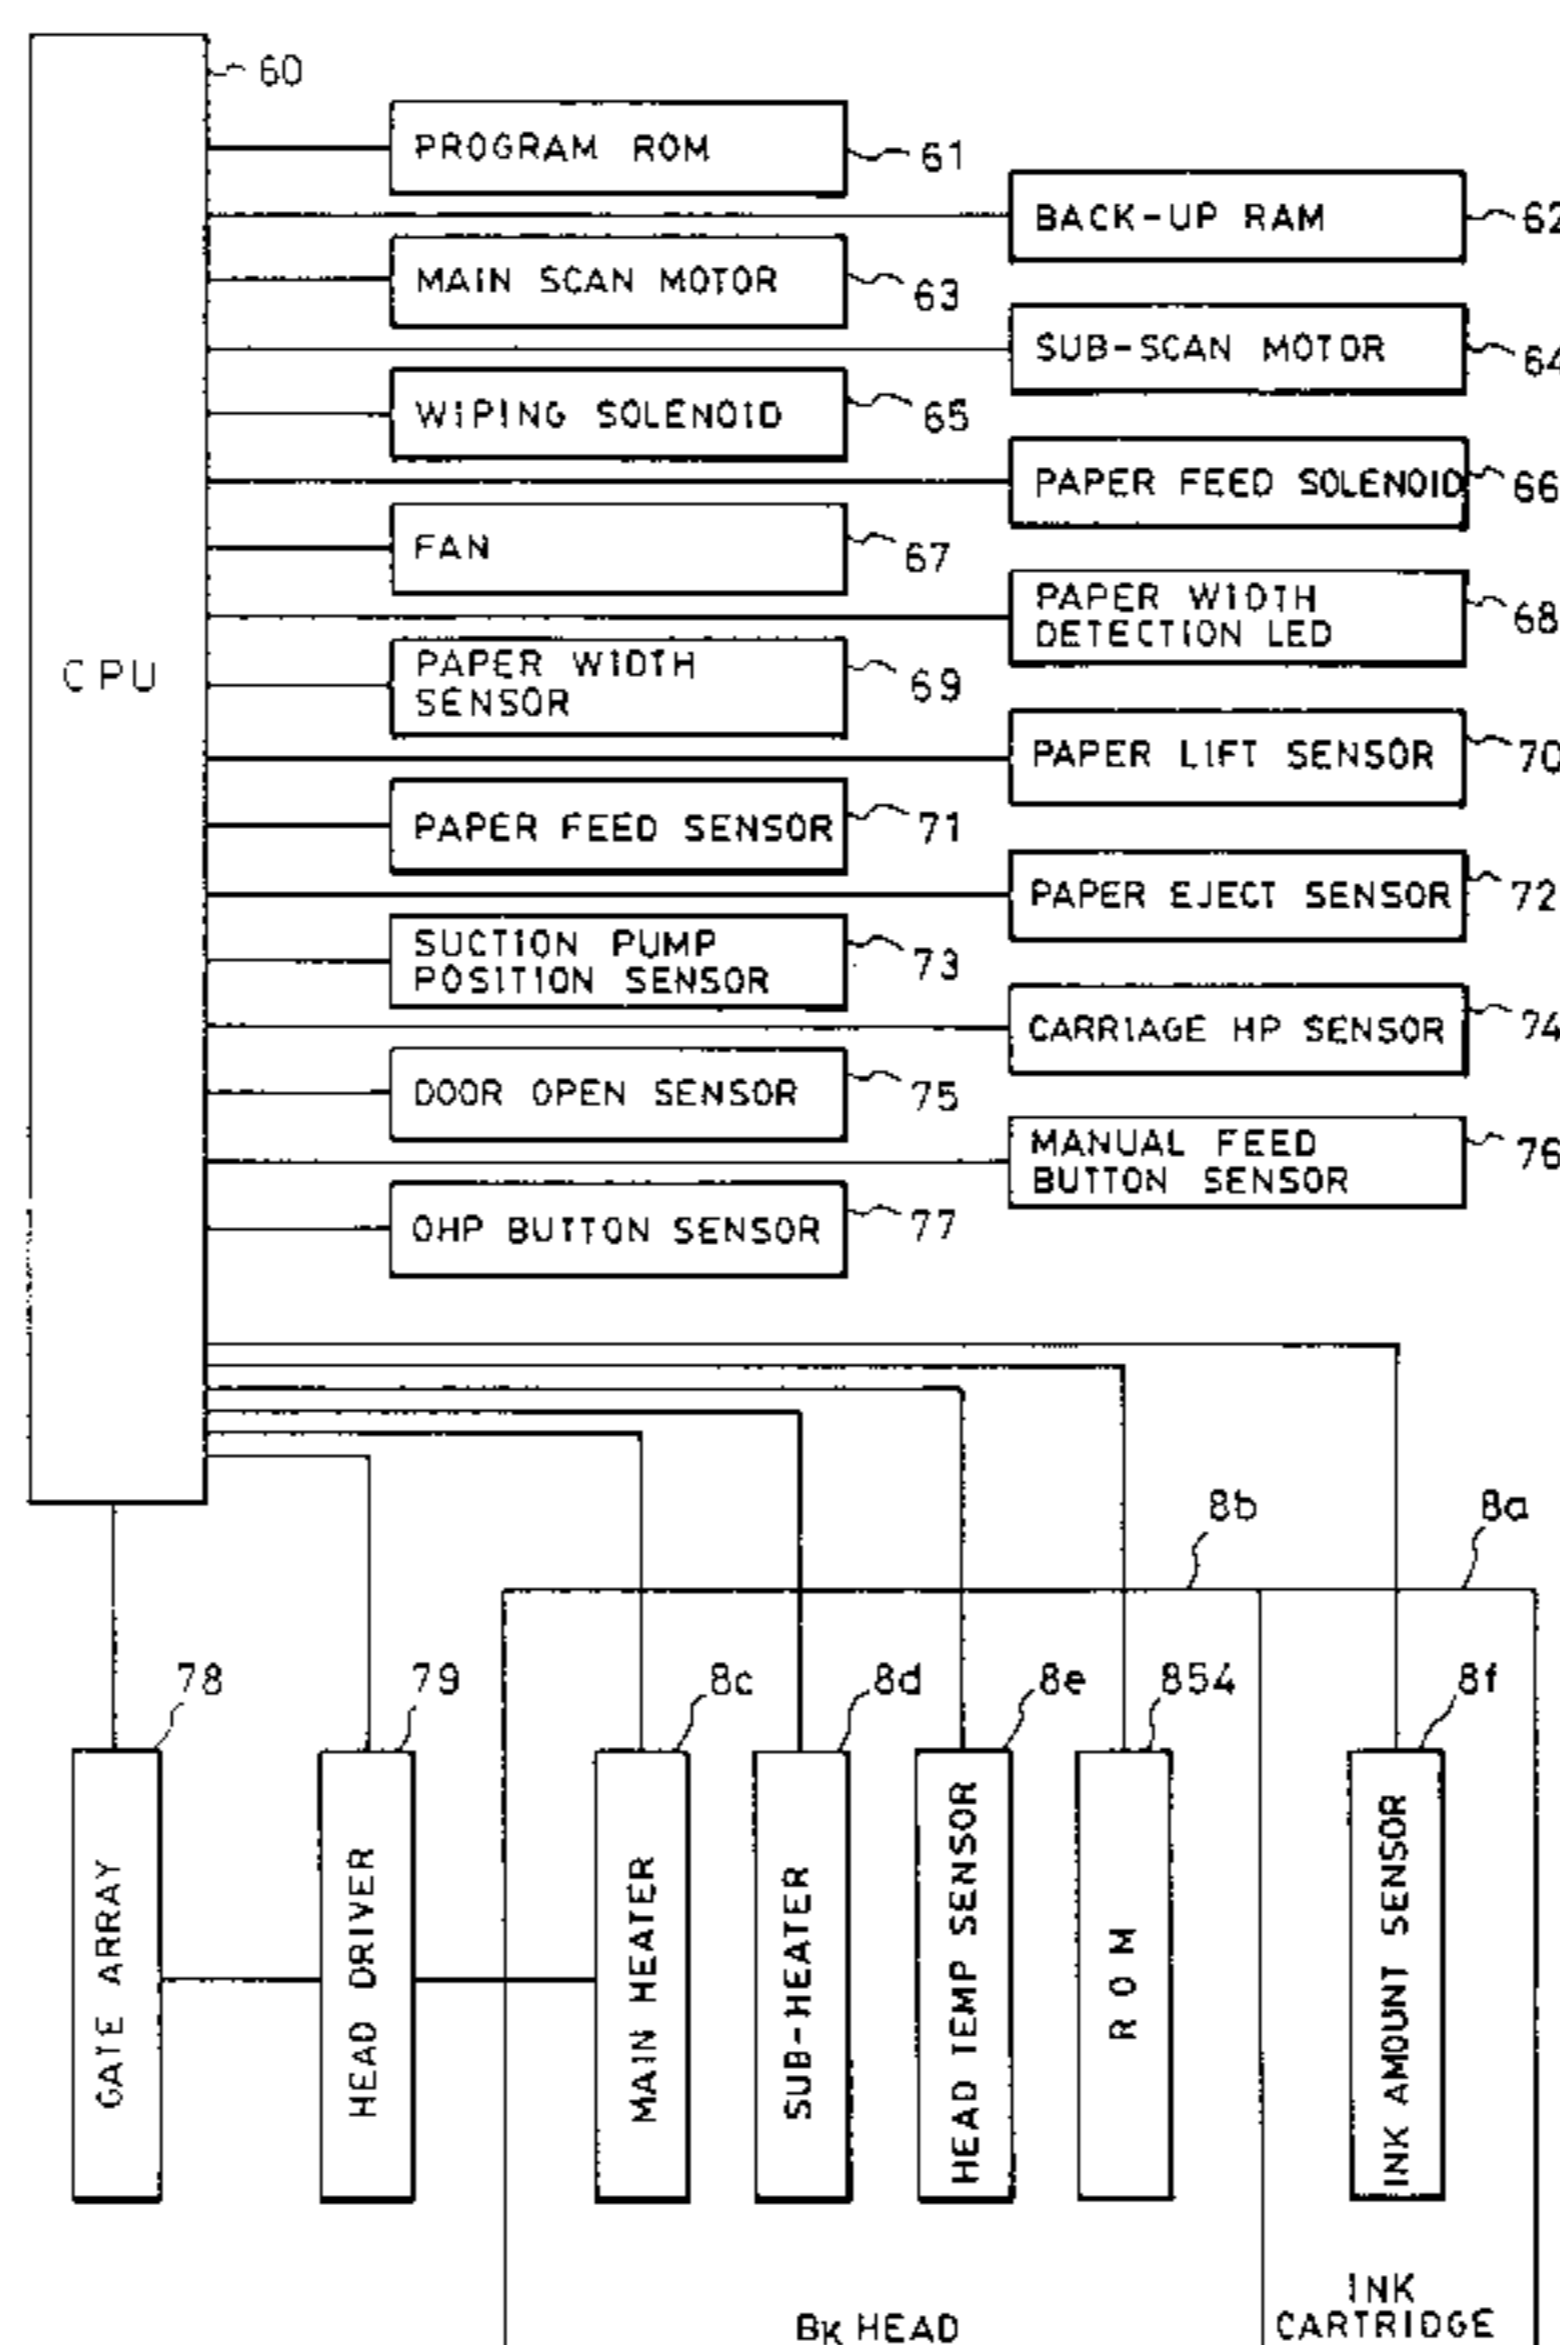 60
PROGRAM ROM
61
BACK-UP RAM
62
MAIN SCAN MOTOR
63
SUB-SCAN MOTOR
64
WIPING SOLENOID
65
PAPER FEED SOLENOID
66
FAN
67
PAPER WIDTH
DETECTION LED
68
CPU
PAPER WIDTH
SENSOR
69
PAPER LIFT SENSOR
70
PAPER FEED SENSOR
71
PAPER EJECT SENSOR
72
SUCTION PUMP
POSITION SENSOR
73
CARRIAGE HP SENSOR
74
DOOR OPEN SENSOR
75
MANUAL FEED
BUTTON SENSOR
76
OHP BUTTON SENSOR
77
8b
8a
78
79
8c
8d
8e
854
8f
GATE ARRAY
HEAD DRIVER
MAIN HEATER
SUB-HEATER
HEAD TEMP SENSOR
ROM
INK AMOUNT SENSOR
BK HEAD
INK
CARTRIDGE